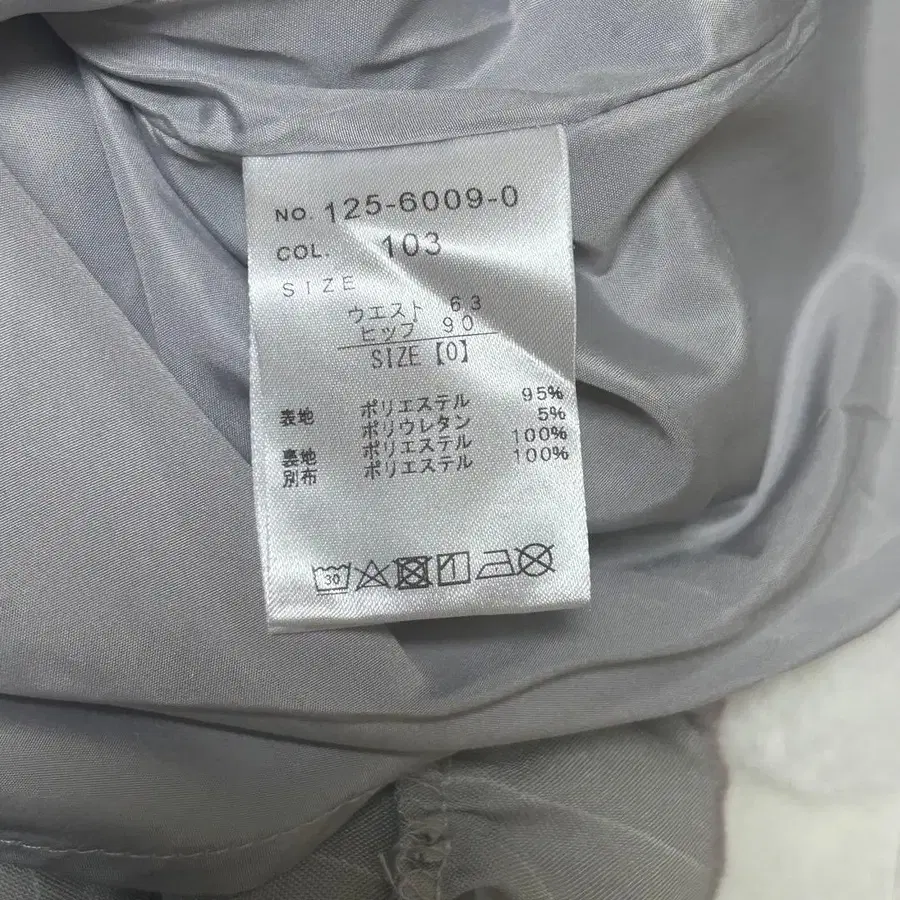 NO. 125-6009-0
COL. 103
SIZE
ウエスト 63
ヒップ 90
SIZE【0】
表地 ポリエステル 95%
ポリウレタン 5%
裏地 ポリエステル 100%
別布 ポリエステル 100%
30